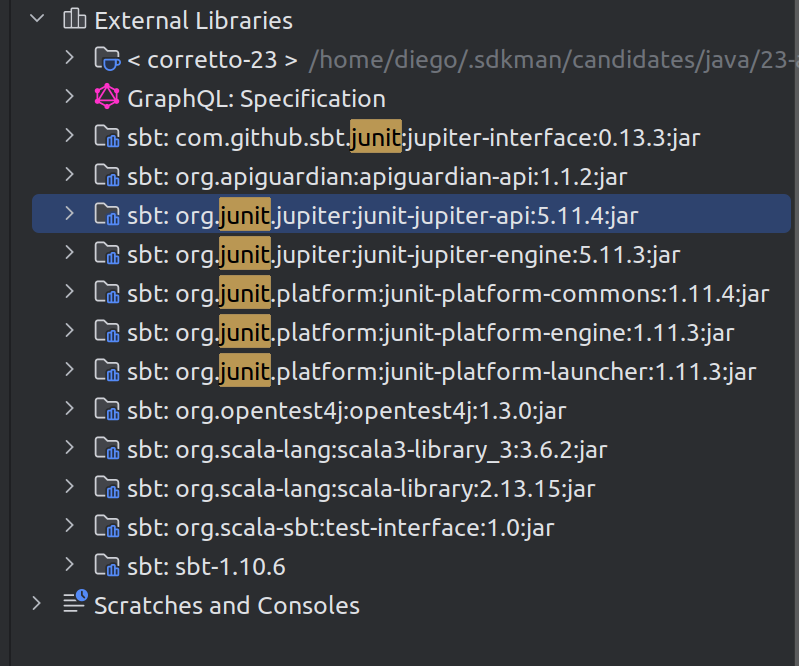 External Libraries
< corretto-23 > /home/diego/.sdkman/candidates/java/23-
GraphQL: Specification
sbt: com.github.sbt.junit:jupiter-interface:0.13.3:jar
sbt: org.apiguardian:apiguardian-api:1.1.2:jar
sbt: org.junit.jupiter:junit-jupiter-api:5.11.4:jar
sbt: org.junit.jupiter:junit-jupiter-engine:5.11.3:jar
sbt: org.junit.platform:junit-platform-commons:1.11.4:jar
sbt: org.junit.platform:junit-platform-engine:1.11.3:jar
sbt: org.junit.platform:junit-platform-launcher:1.11.3:jar
sbt: org.opentest4j:opentest4j:1.3.0:jar
sbt: org.scala-lang:scala3-library_3:3.6.2:jar
sbt: org.scala-lang:scala-library:2.13.15:jar
sbt: org.scala-sbt:test-interface:1.0:jar
sbt: sbt-1.10.6
Scratches and Consoles